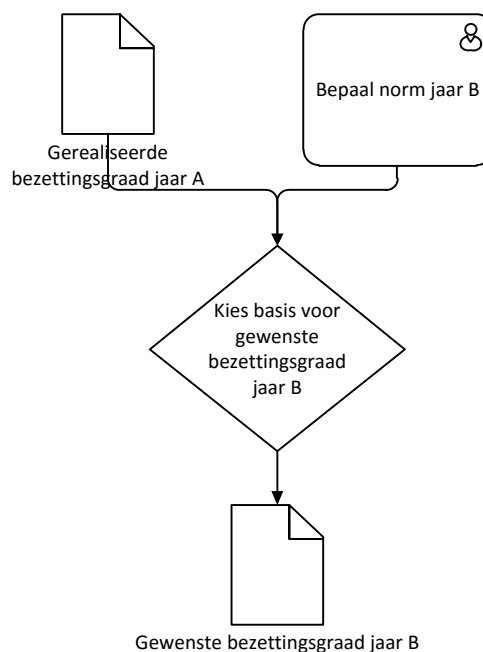 Gerealiseerde
bezettingsgraad jaar A
Bepaal norm jaar B
Kies basis voor
gewenste
bezettingsgraad
jaar B
Gewenste bezettingsgraad jaar B